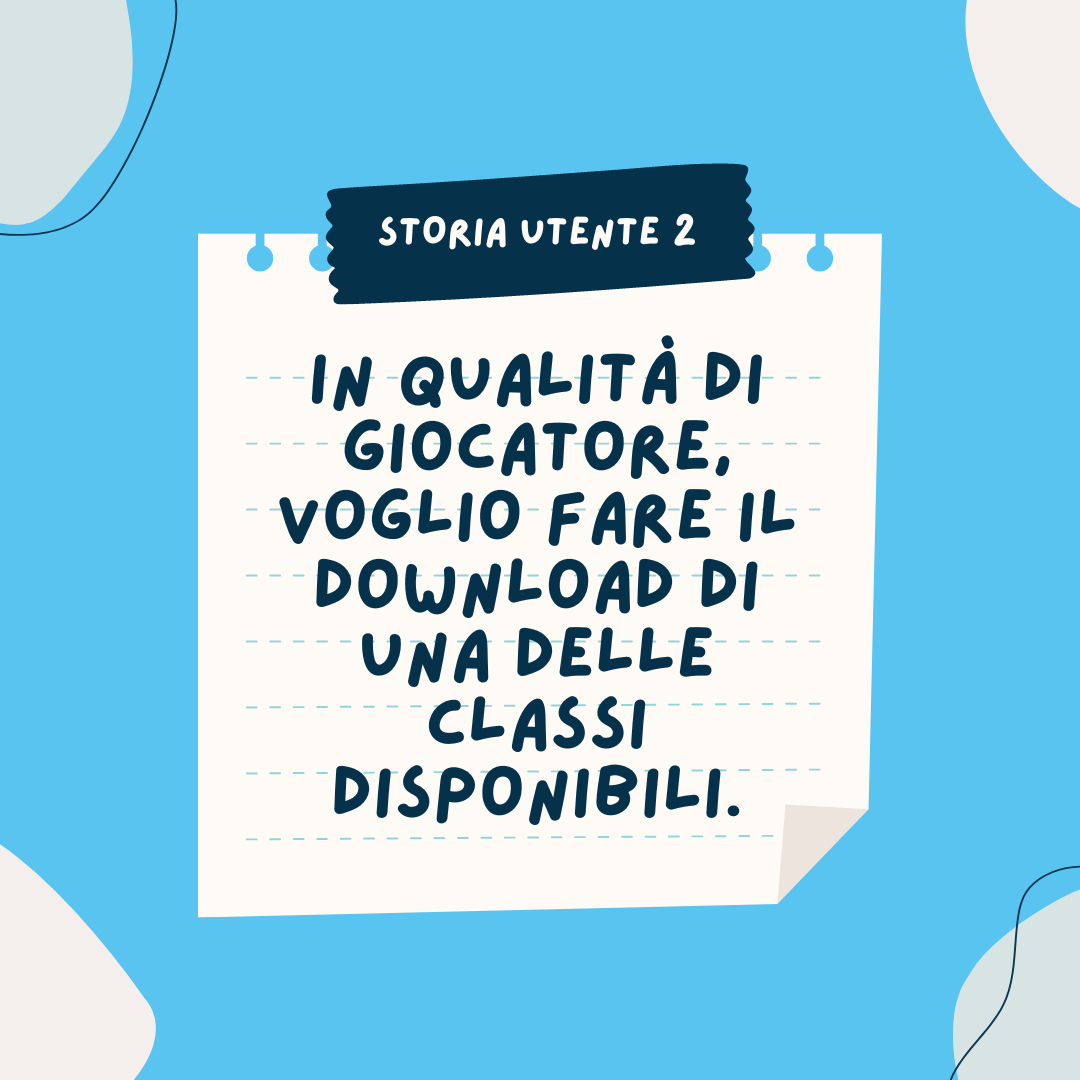 STORIA UTENTE 2
IN QUALITÀ DI
GIOCATORE,
VOGLIO FARE IL
DOWNLOAD DI
UNA DELLE
CLASSI
DISPONIBILI.